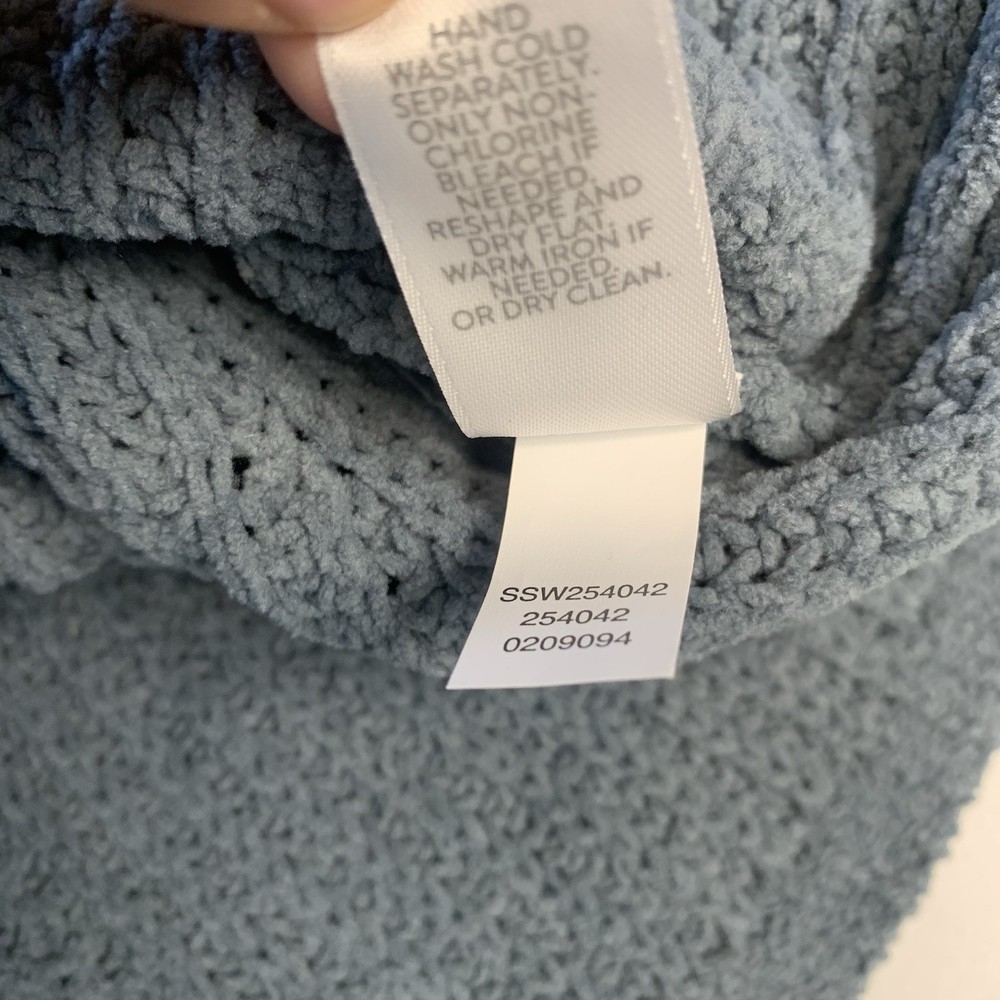 HAND
WASH COLD
SEPARATELY.
ONLY NON-
CHLORINE
BLEACH IF
NEEDED.
RESHAPE AND
DRY FLAT.
WARM IRON IF
NEEDED.
OR DRY CLEAN.
SSW254042
254042
0209094